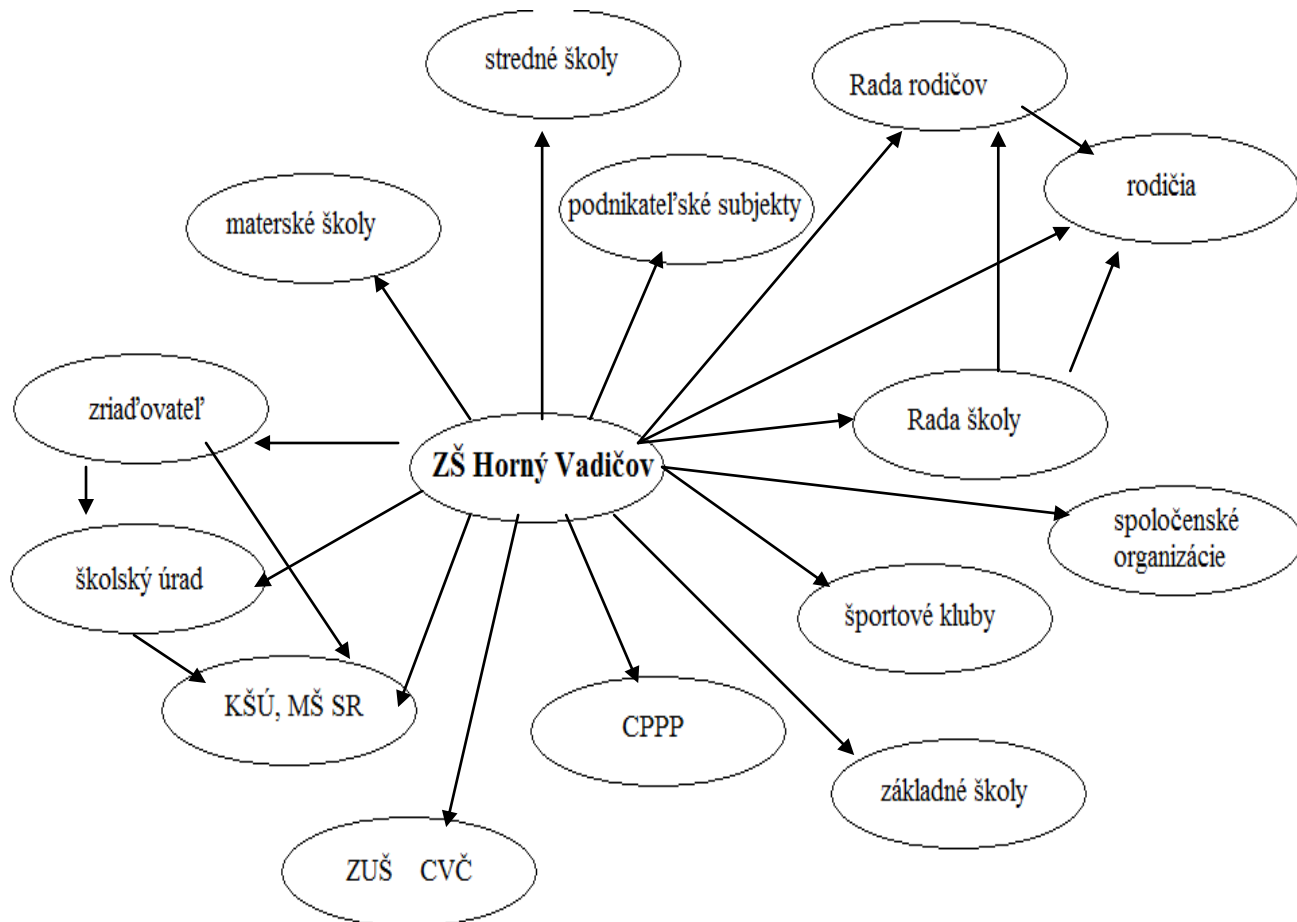 stredné školy
Rada rodičov
rodičia
podnikateľské subjekty
materské školy
zriaďovateľ
Rada školy
ZŠ Horný Vadičov
spoločenské
organizácie
školský úrad
športové kluby
KŠÚ, MŠ SR
CPPP
základné školy
ZUŠ CVČ